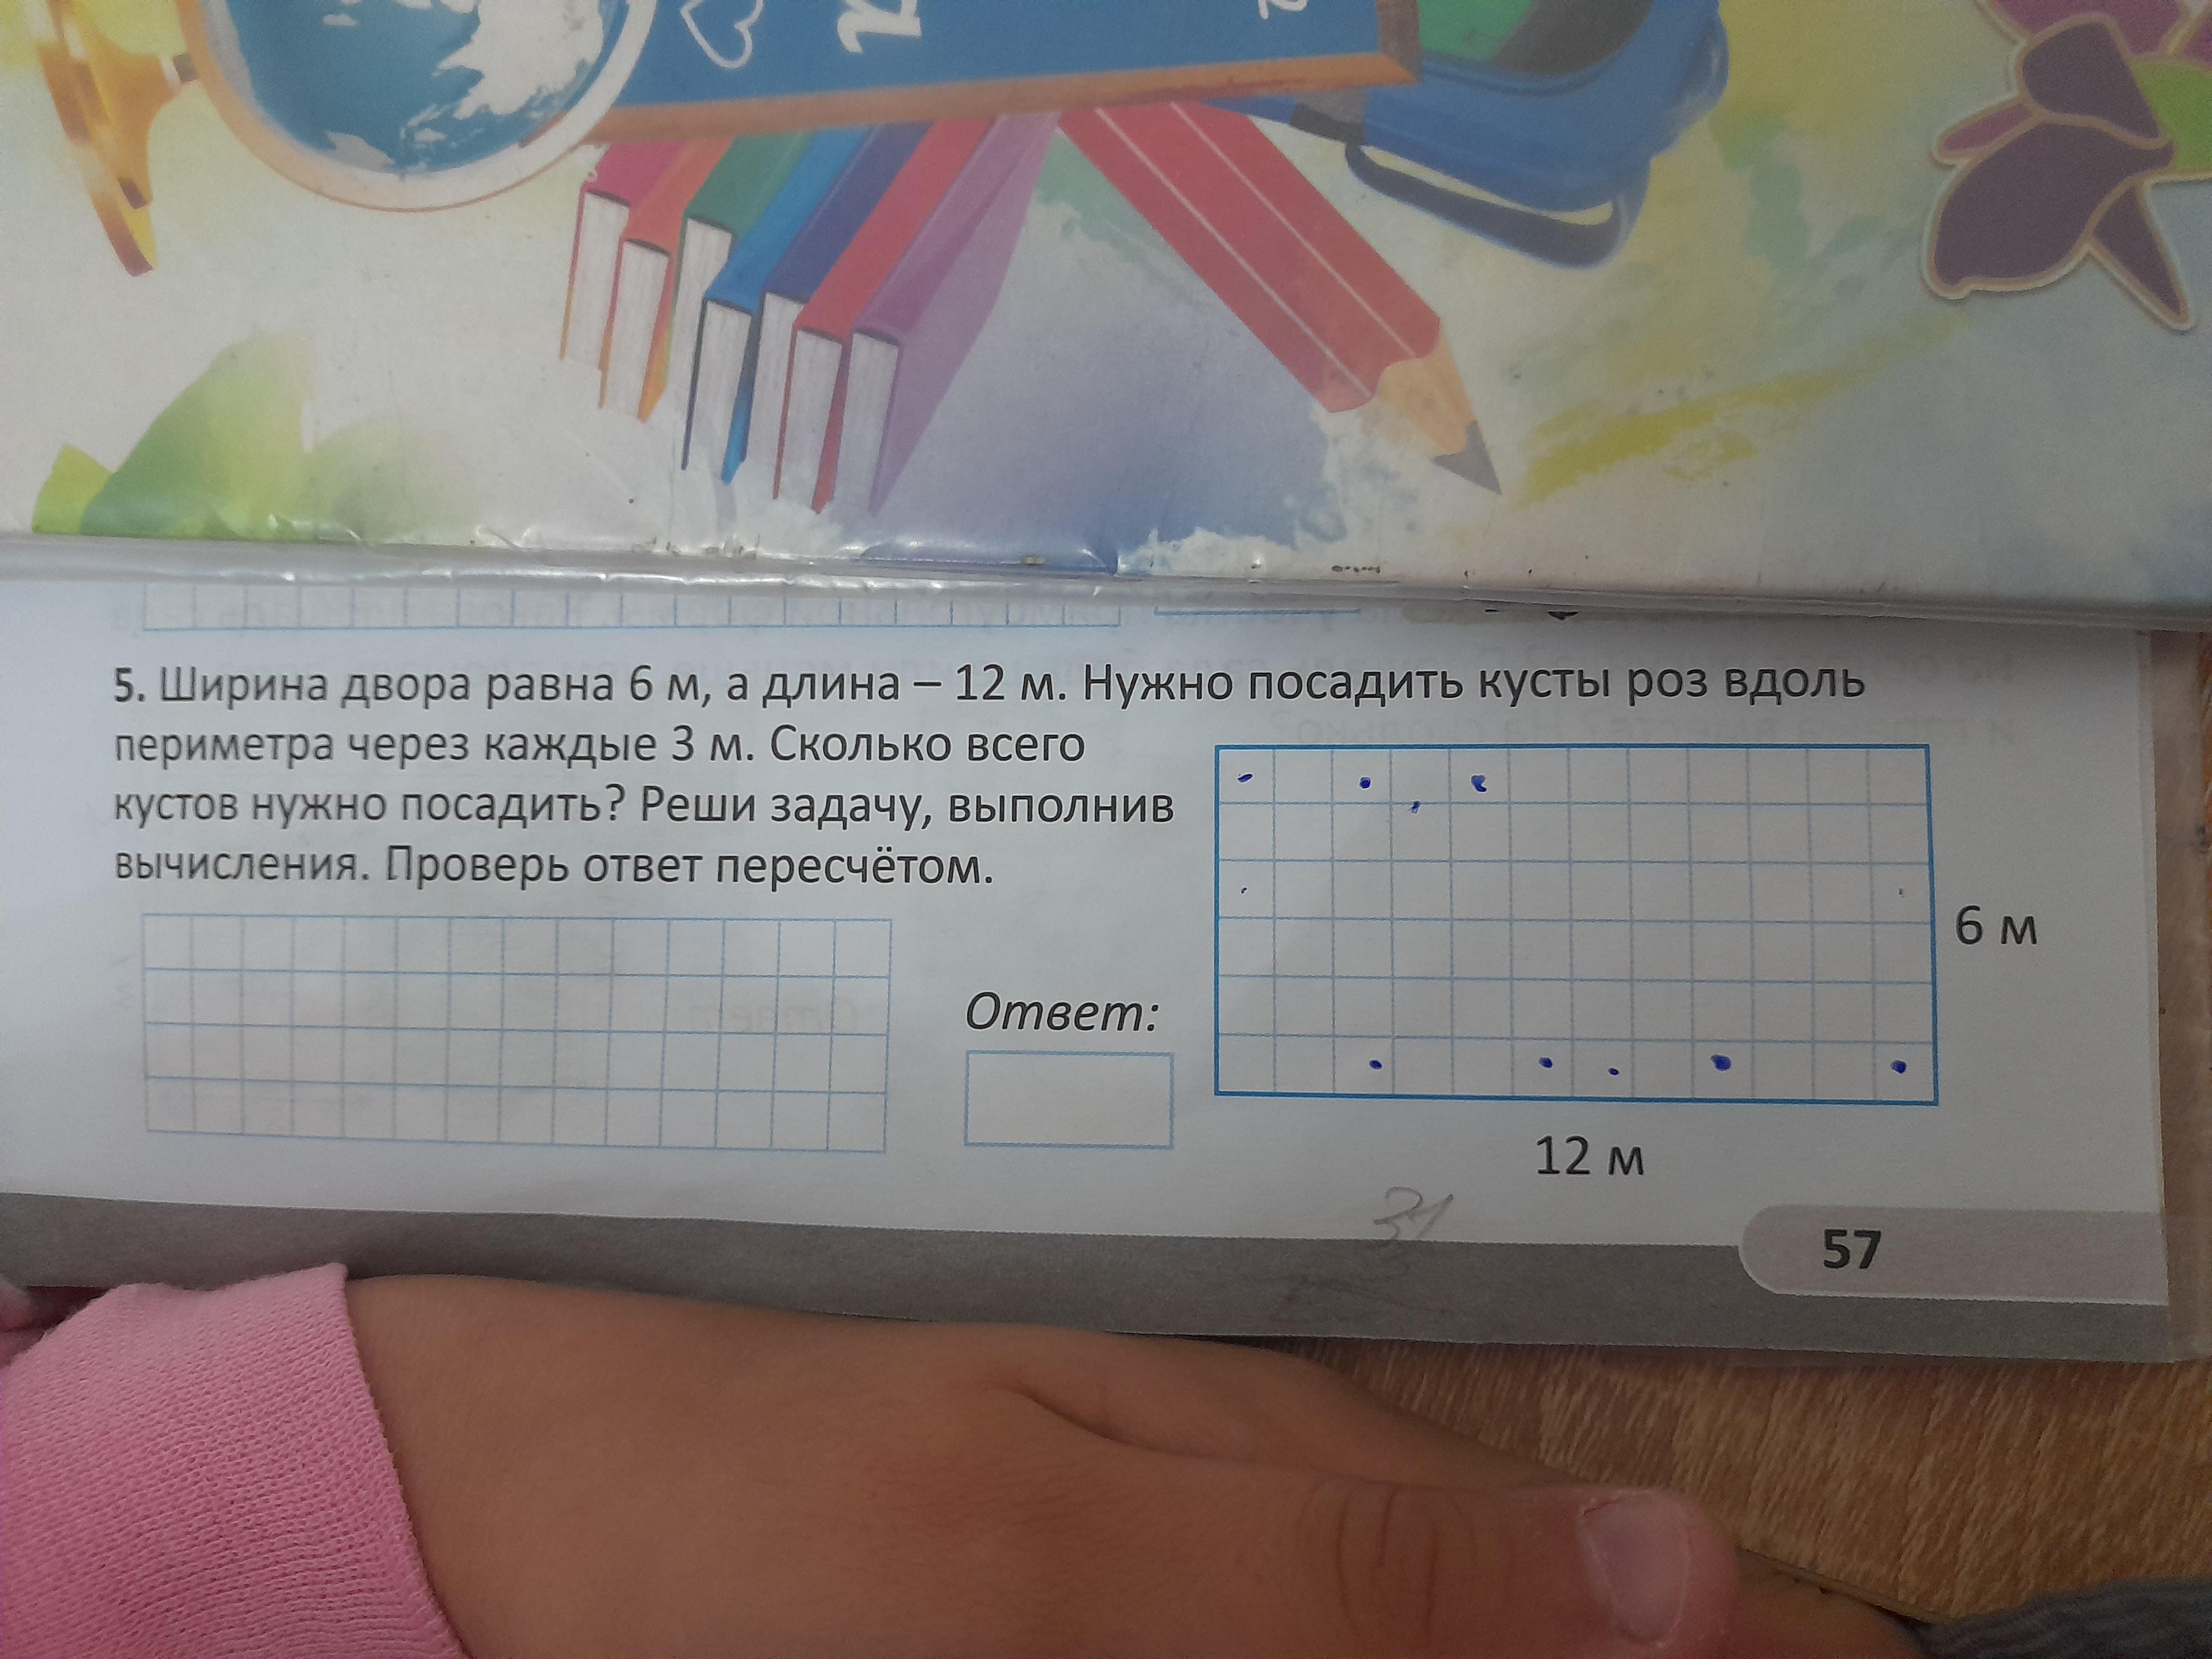 5. Ширина двора равна 6 м, а длина – 12 м. Нужно посадить кусты роз вдоль
периметра через каждые 3 м. Сколько всего
кустов нужно посадить? Реши задачу, выполнив
вычисления. Проверь ответ пересчётом.
6 м
Ответ:
12 м
31
57